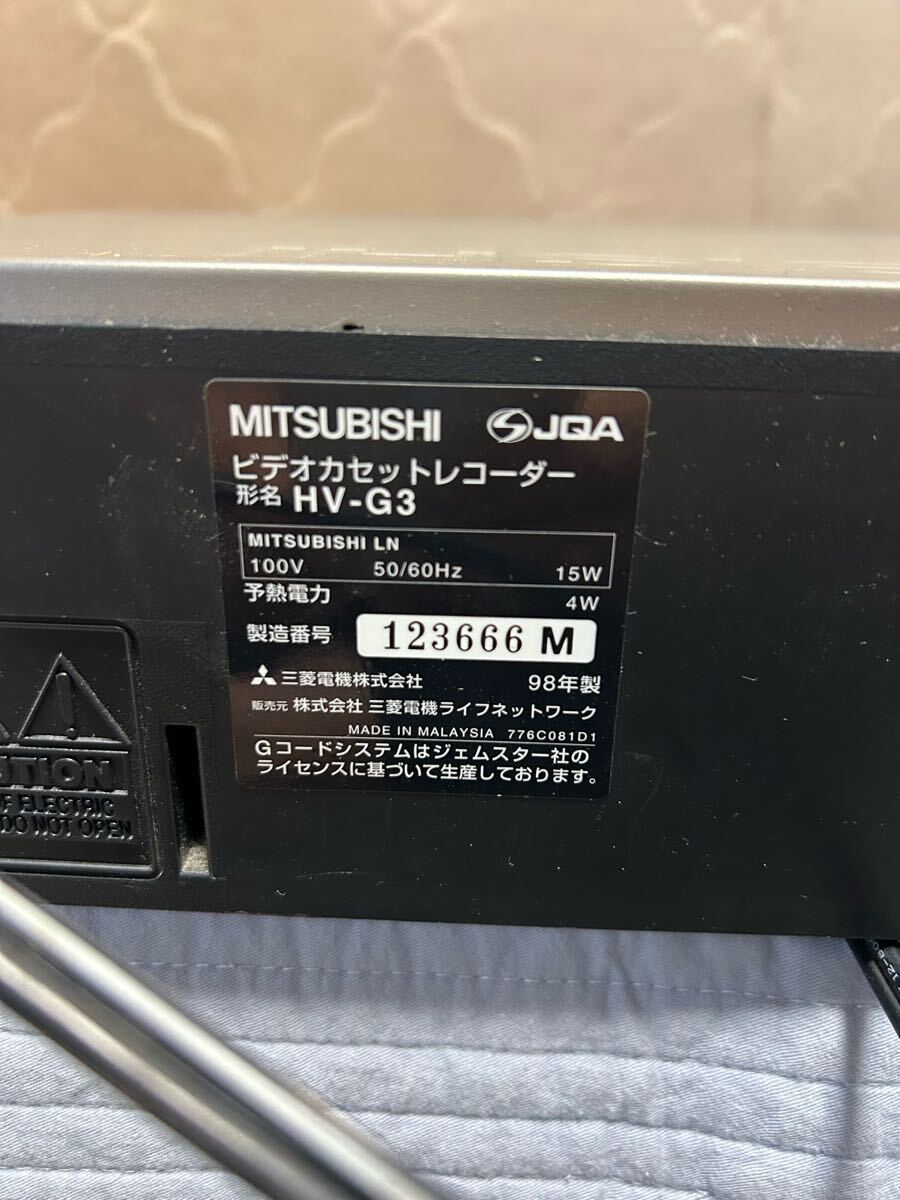 MITSUBISHI JQA
ビデオカセットレコーダー
形名 HV-G3
MITSUBISHI LN
100V 50/60Hz 15W
予熱電力 4W
製造番号 123666 M
三菱電機株式会社 98年製
販売元 株式会社 三菱電機ライフネットワーク
MADE IN MALAYSIA 776C081D1
Gコードシステムはジェムスター社の
ライセンスに基づいて生産しております。
ELECTRIC
DO NOT OPEN